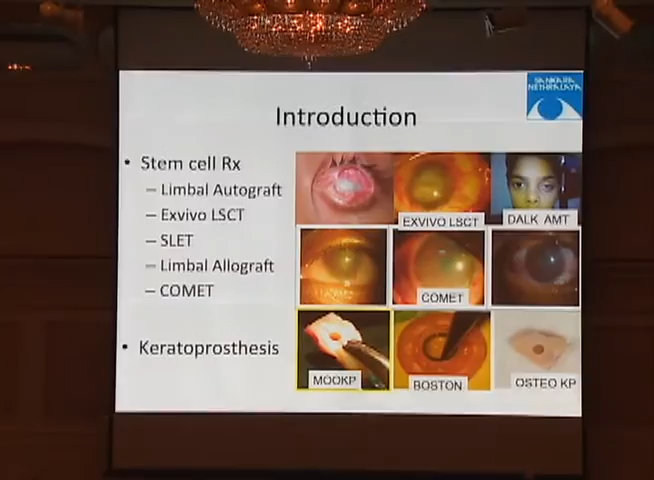 SANKARA
NETHRALAYA
Introduction
• Stem cell Rx
– Limbal Autograft
– Exvivo LSCT
– SLET
– Limbal Allograft
– COMET
• Keratoprosthesis
EXVIVO LSCT
DALK AMT
COMET
MOOKP
BOSTON
OSTEO KP